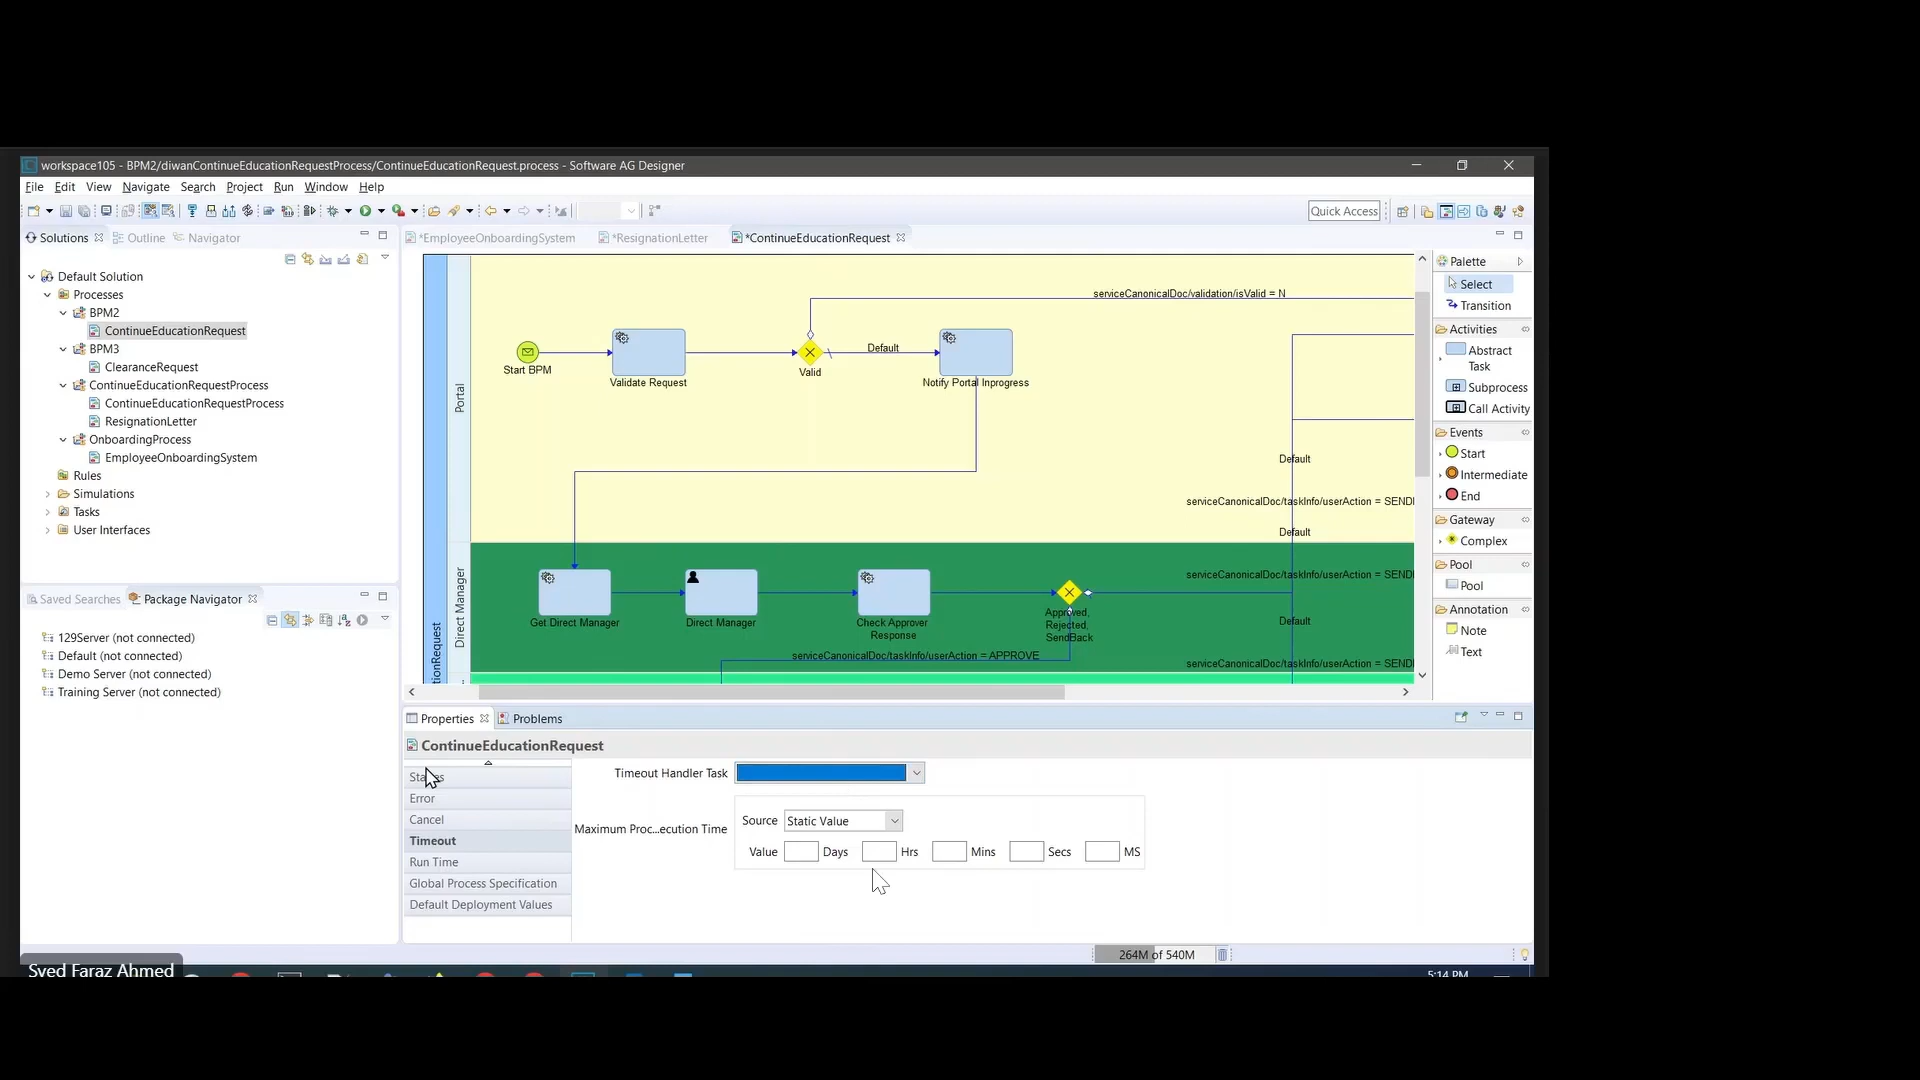 workspace105 - BPM2/diwanContinueEducationRequestProcess/ContinueEducationRequest.process - Software AG Designer
File Edit View Navigate Search Project Run Window Help
Quick Access
Solutions
Outline
Navigator
Default Solution
Processes
BPM2
ContinueEducationRequest
BPM3
ClearanceRequest
ContinueEducationRequestProcess
ContinueEducationRequestProcess
ResignationLetter
OnboardingProcess
EmployeeOnboardingSystem
Rules
Simulations
Tasks
User Interfaces
Saved Searches
Package Navigator
129Server (not connected)
Default (not connected)
Demo Server (not connected)
Training Server (not connected)
*EmployeeOnboardingSystem
*ResignationLetter
*ContinueEducationRequest
serviceCanonicalDoc/validation/isValid = N
Start BPM
Validate Request
Valid
Default
Notify Portal Inprogress
Portal
Default
serviceCanonicalDoc/taskInfo/userAction = SEND
Default
serviceCanonicalDoc/taskInfo/userAction = SEND
Direct Manager
Get Direct Manager
Direct Manager
Check Approver
Response
Approved,
Rejected,
SendBack
Default
serviceCanonicalDoc/taskInfo/userAction = APPROVE
serviceCanonicalDoc/taskInfo/userAction = SEND
tionRequest
Palette
Select
Transition
Activities
Abstract
Task
Subprocess
Call Activity
Events
Start
Intermediate
End
Gateway
Complex
Pool
Pool
Annotation
Note
Text
Properties
Problems
ContinueEducationRequest
Error
Cancel
Timeout
Run Time
Global Process Specification
Default Deployment Values
Timeout Handler Task
Maximum Proc...ecution Time
Source
Static Value
Value Days Hrs Mins Secs MS
264M of 540M
Syed Faraz Ahmed
5:14 PM